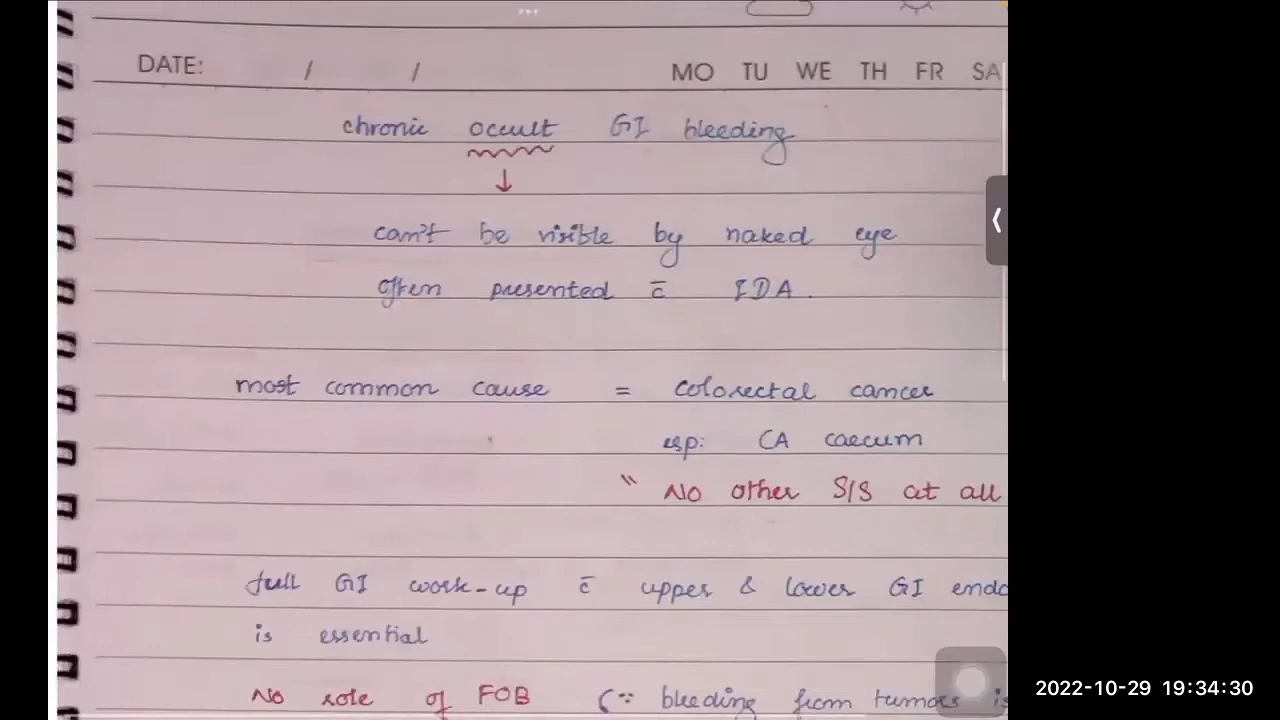 DATE: / / MO TU WE TH FR SA
chronic occult GI bleeding
↓
can't be visible by naked eye
often presented c̄ IDA.
most common cause = colorectal cancer
esp: CA caecum
" No other S/S at all
full GI work-up c̄ upper & lower GI endo
is essential
No role of FOB (∵ bleeding from tumors is
2022-10-29 19:34:30